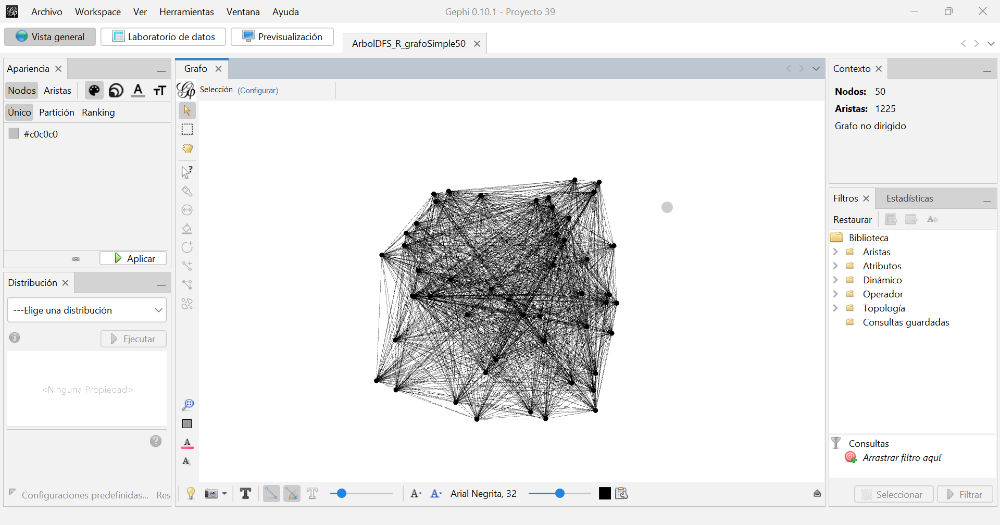 Archivo Workspace Ver Herramientas Ventana Ayuda
Gephi 0.10.1 - Proyecto 39
Vista general Laboratorio de datos Previsualización
ArbolDFS_R_grafoSimple50
Apariencia
Nodos Aristas
Único Partición Ranking
#c0c0c0
Aplicar
Distribución
---Elige una distribución
Ejecutar
<Ninguna Propiedad>
Configuraciones predefinidas... Res
Grafo
Selección (Configurar)
Arial Negrita, 32
Contexto
Nodos: 50
Aristas: 1225
Grafo no dirigido
Filtros Estadísticas
Restaurar
Biblioteca
Aristas
Atributos
Dinámico
Operador
Topología
Consultas guardadas
Consultas
Arrastrar filtro aquí
Seleccionar Filtrar